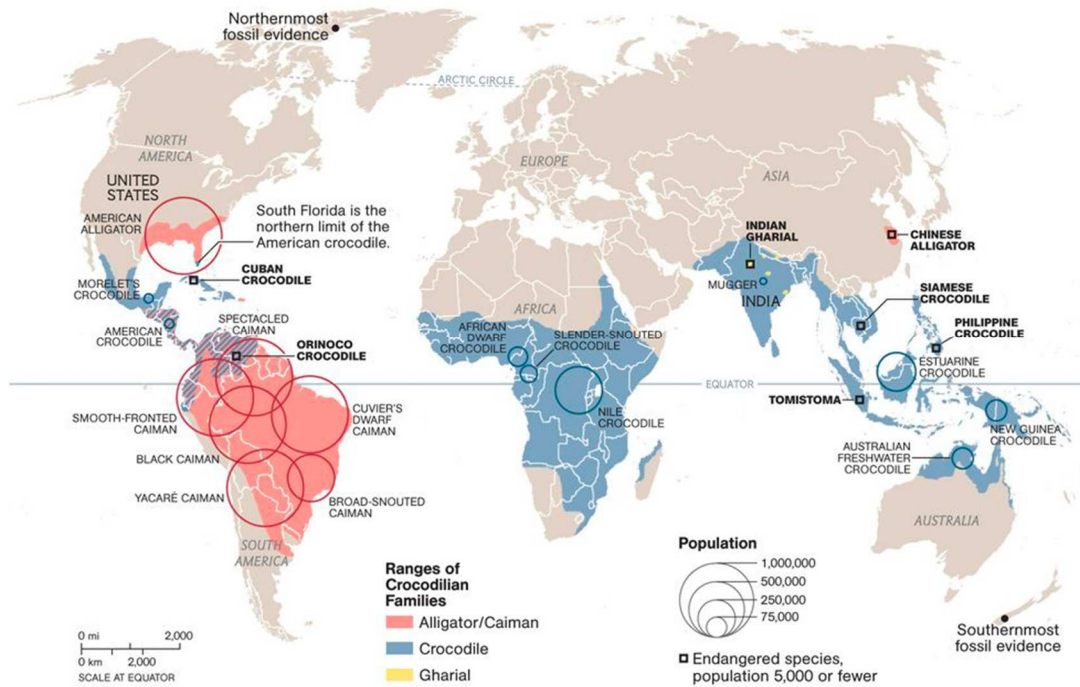 Northernmost
fossil evidence
ARCTIC CIRCLE
NORTH
AMERICA
EUROPE
ASIA
UNITED
STATES
AMERICAN
ALLIGATOR
South Florida is the
northern limit of the
American crocodile.
INDIAN
GHARIAL
CHINESE
ALLIGATOR
CUBAN
CROCODILE
MORELET'S
CROCODILE
MUGGER
INDIA
SIAMESE
CROCODILE
AFRICA
SPECTACLED
CAIMAN
AMERICAN
CROCODILE
ORINOCO
CROCODILE
AFRICAN
DWARF
CROCODILE
SLENDER-SNOUTED
CROCODILE
PHILIPPINE
CROCODILE
ESTUARINE
CROCODILE
EQUATOR
TOMISTOMA
SMOOTH-FRONTED
CAIMAN
CUVIER'S
DWARF
CAIMAN
NILE
CROCODILE
NEW GUINEA
CROCODILE
BLACK CAIMAN
AUSTRALIAN
FRESHWATER
CROCODILE
YACARÉ CAIMAN
BROAD-SNOUTED
CAIMAN
AUSTRALIA
SOUTH
AMERICA
Ranges of
Crocodilian
Families
Alligator/Caiman
Crocodile
Gharial
Population
1,000,000
500,000
250,000
75,000
Endangered species,
population 5,000 or fewer
Southernmost
fossil evidence
0 mi 2,000
0 km 2,000
SCALE AT EQUATOR